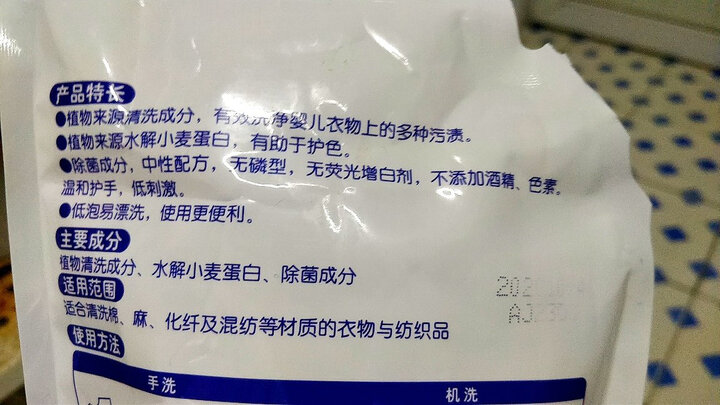 产品特长
●植物来源清洗成分，有效洗净婴儿衣物上的多种污渍。
●植物来源水解小麦蛋白，有助于护色。
●除菌成分，中性配方，无磷型，无荧光增白剂，不添加酒精、色素。
温和护手，低刺激。
●低泡易漂洗，使用更便利。
主要成分
植物清洗成分、水解小麦蛋白、除菌成分
适用范围
适合清洗棉、麻、化纤及混纺等材质的衣物与纺织品
使用方法
手洗 机洗